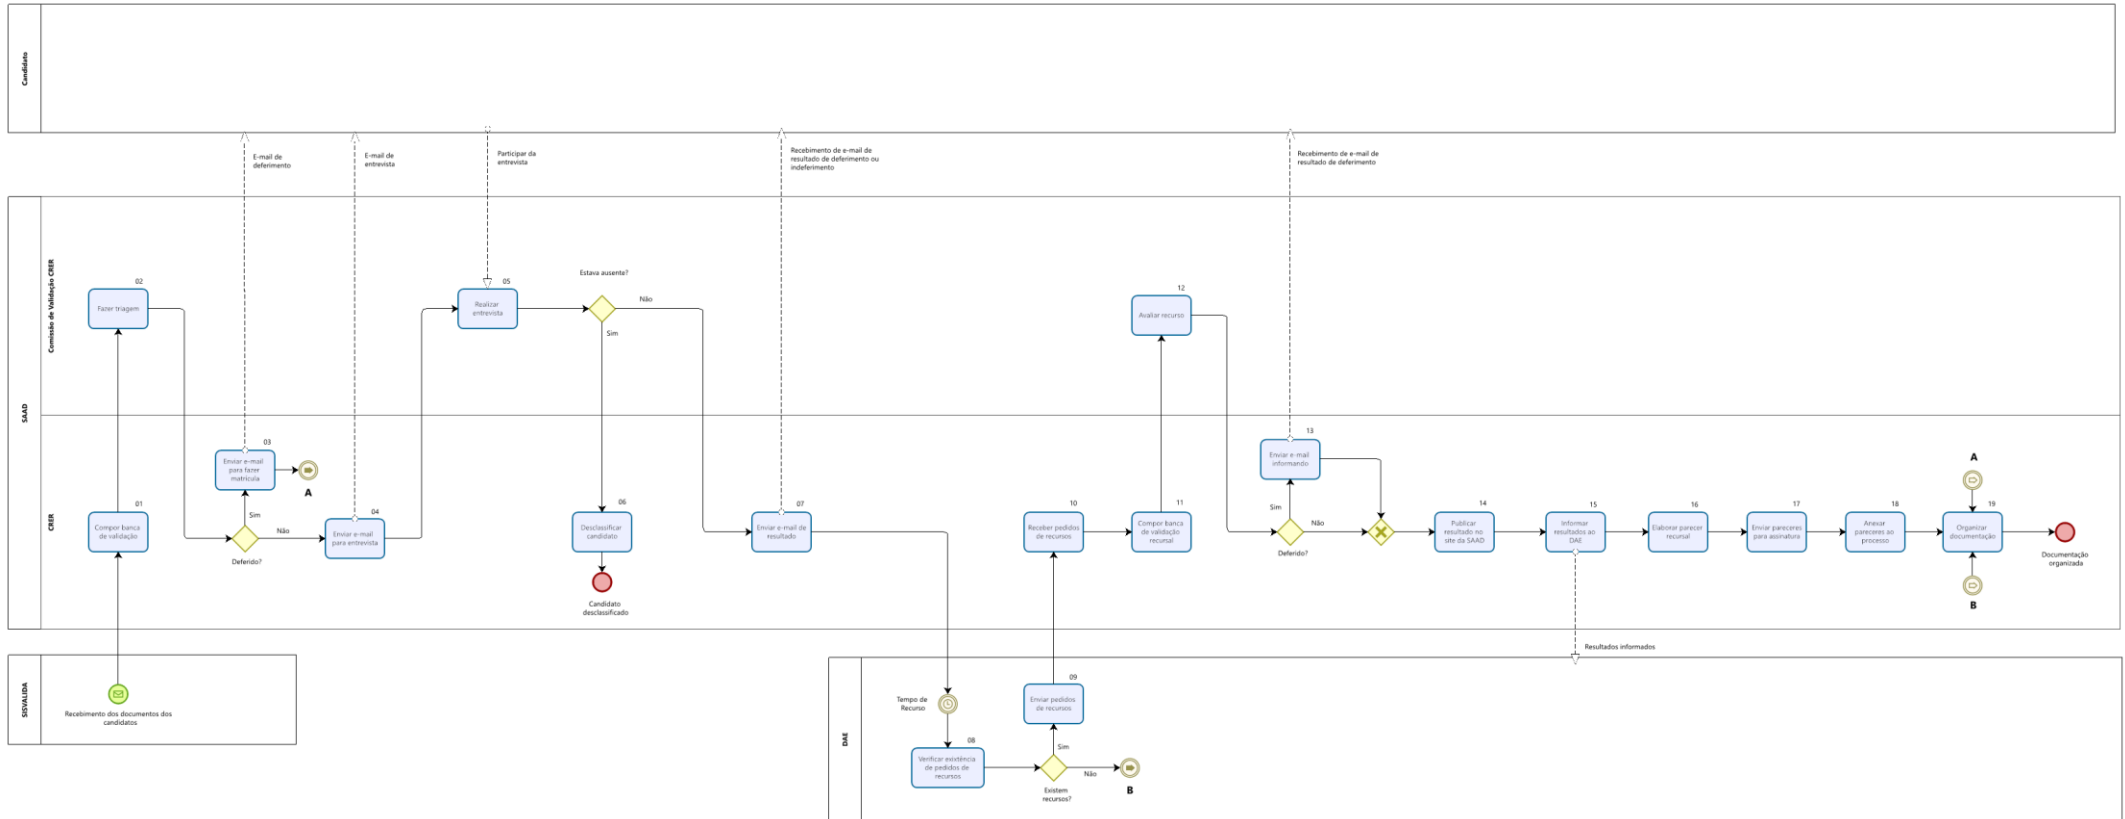 Candidato
E-mail de
deferimento
E-mail de
entrevista
Participar da
entrevista
Recebimento de e-mail de
resultado de deferimento ou
indeferimento
Recebimento de e-mail de
resultado de deferimento
SAAD
Comissão de Validação CRER
02
Fazer triagem
05
Realizar
entrevista
Estava ausente?
Não
Sim
12
Avaliar recurso
CRER
01
Compor banca
de validação
03
Enviar e-mail
para fazer
matrícula
A
Sim
Não
Deferido?
04
Enviar e-mail
para entrevista
06
Desclassificar
candidato
Candidato
desclassificado
07
Enviar e-mail de
resultado
10
Receber pedidos
de recursos
11
Compor banca
de validação
recursal
13
Enviar e-mail
informando
Sim
Não
Deferido?
14
Publicar
resultado no
site da SAAD
15
Informar
resultados ao
DAE
16
Elaborar parecer
recursal
17
Enviar pareceres
para assinatura
18
Anexar
pareceres ao
processo
A
19
Organizar
documentação
B
Documentação
organizada
SISVALIDA
Recebimento dos documentos dos
candidatos
Resultados informados
DAE
Tempo de
Recurso
08
Verificar exixtência
de pedidos de
recursos
09
Enviar pedidos
de recursos
Sim
Não
Existem
recursos?
B